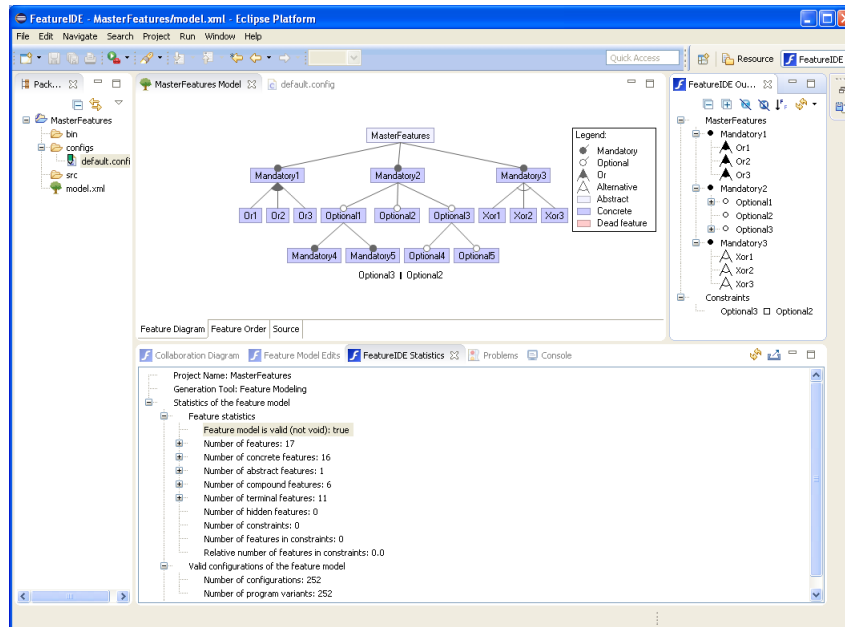 FeatureIDE - MasterFeatures/model.xml - Eclipse Platform
File Edit Navigate Search Project Run Window Help
Quick Access
Resource
FeatureIDE
Pack...
MasterFeatures
bin
configs
default.confi
src
model.xml
MasterFeatures Model
default.config
MasterFeatures
Mandatory1 Mandatory2 Mandatory3
Or1 Or2 Or3 Optional1 Optional2 Optional3 Xor1 Xor2 Xor3
Mandatory4 Mandatory5 Optional4 Optional5
Optional3 Optional2
Legend:
Mandatory
Optional
Or
Alternative
Abstract
Concrete
Dead feature
Feature Diagram Feature Order Source
FeatureIDE Ou...
MasterFeatures
Mandatory1
Or1
Or2
Or3
Mandatory2
Optional1
Optional2
Optional3
Mandatory3
Xor1
Xor2
Xor3
Constraints
Optional3 □ Optional2
Collaboration Diagram Feature Model Edits FeatureIDE Statistics Problems Console
Project Name: MasterFeatures
Generation Tool: Feature Modeling
Statistics of the feature model
Feature statistics
Feature model is valid (not void): true
Number of features: 17
Number of concrete features: 16
Number of abstract features: 1
Number of compound features: 6
Number of terminal features: 11
Number of hidden features: 0
Number of constraints: 0
Number of features in constraints: 0
Relative number of features in constraints: 0.0
Valid configurations of the feature model
Number of configurations: 252
Number of program variants: 252